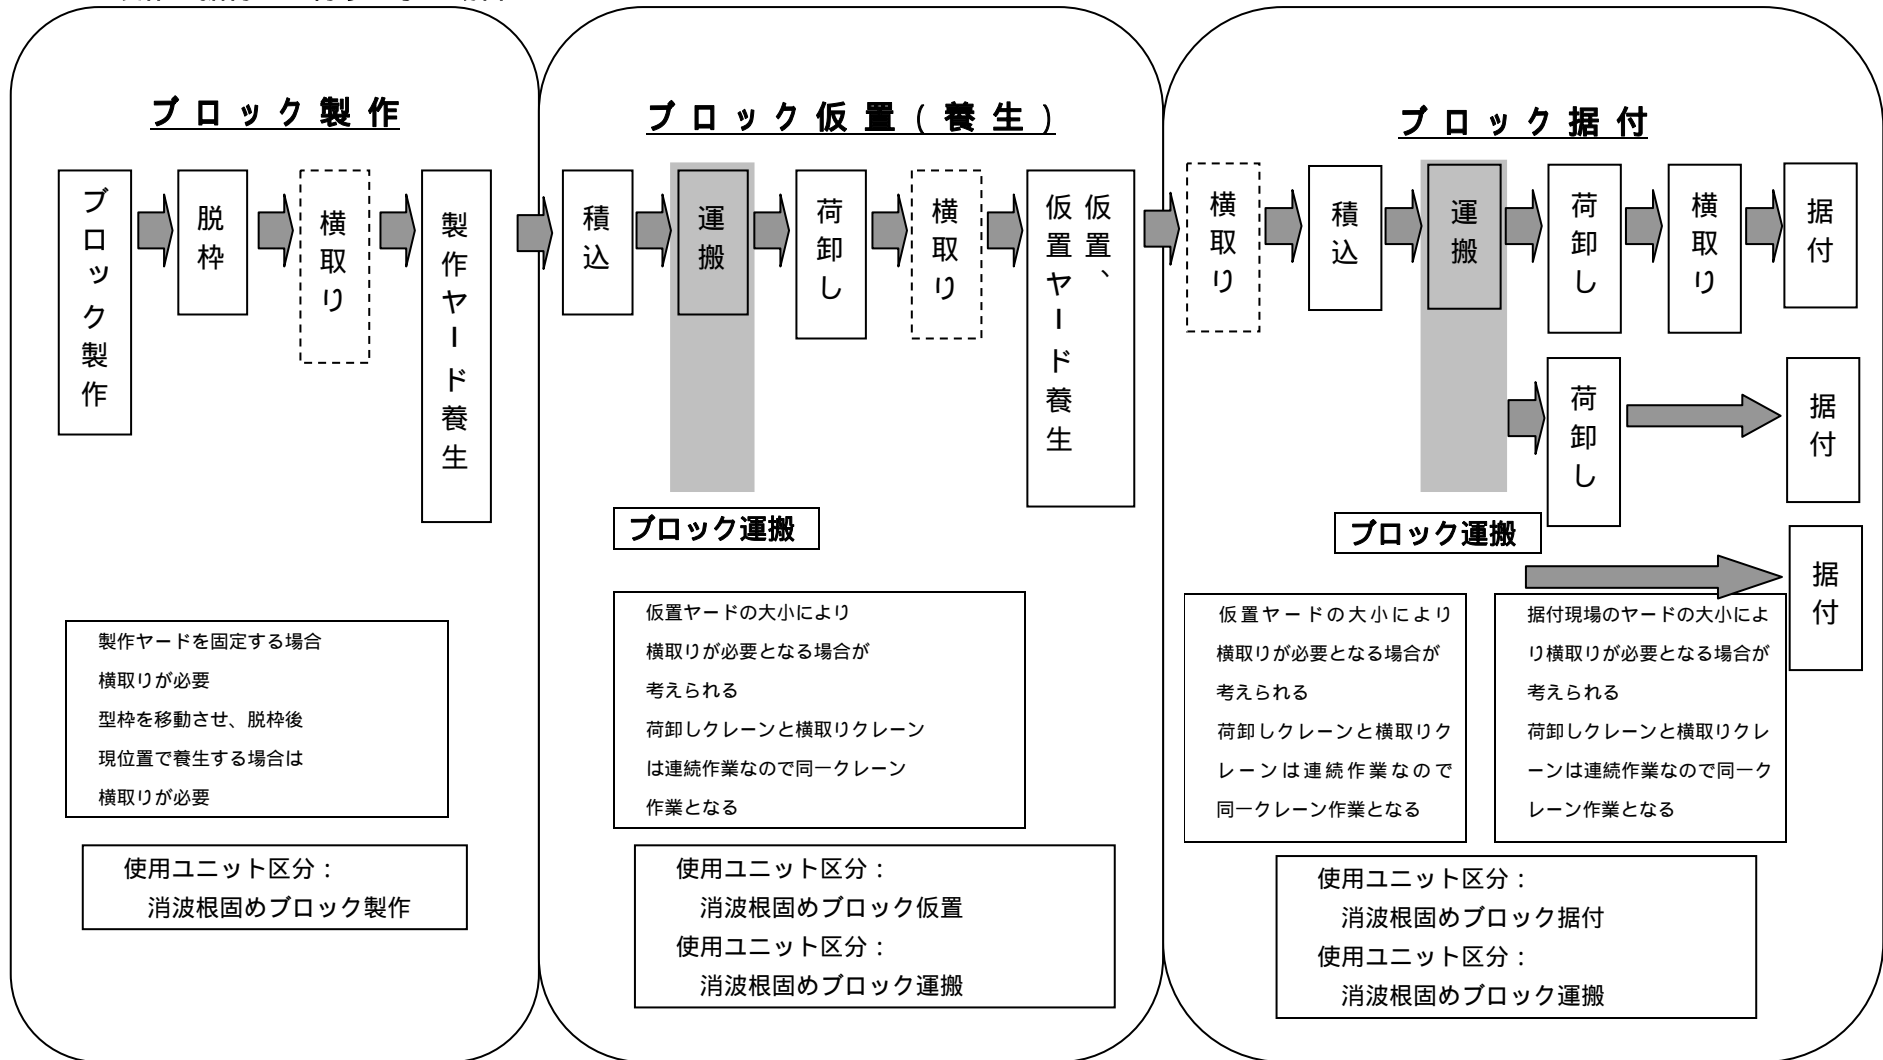 ブロック製作
ブロック製作
脱枠
横取り
製作ヤード養生
製作ヤードを固定する場合
横取りが必要
型枠を移動させ、脱枠後
現位置で養生する場合は
横取りが必要
使用ユニット区分：
消波根固めブロック製作
ブロック仮置(養生)
積込
運搬
荷卸し
横取り
仮置、
仮置ヤード養生
ブロック運搬
仮置ヤードの大小により
横取りが必要となる場合が
考えられる
荷卸しクレーンと横取りクレーン
は連続作業なので同一クレーン
作業となる
使用ユニット区分：
消波根固めブロック仮置
使用ユニット区分：
消波根固めブロック運搬
ブロック据付
横取り
積込
運搬
荷卸し
横取り
据付
荷卸し
据付
ブロック運搬
据付
仮置ヤードの大小により
横取りが必要となる場合が
考えられる
荷卸しクレーンと横取りク
レーンは連続作業なので
同一クレーン作業となる
据付現場のヤードの大小によ
り横取りが必要となる場合が
考えられる
荷卸しクレーンと横取りクレ
ーンは連続作業なので同一ク
レーン作業となる
使用ユニット区分：
消波根固めブロック据付
使用ユニット区分：
消波根固めブロック運搬